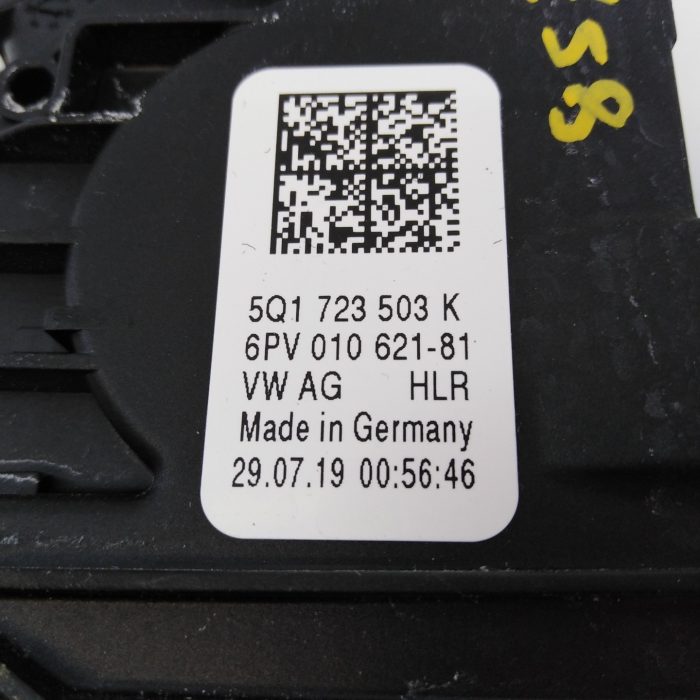 5Q1 723 503 K
6PV 010 621-81
VW AG HLR
Made in Germany
29.07.19 00:56:46